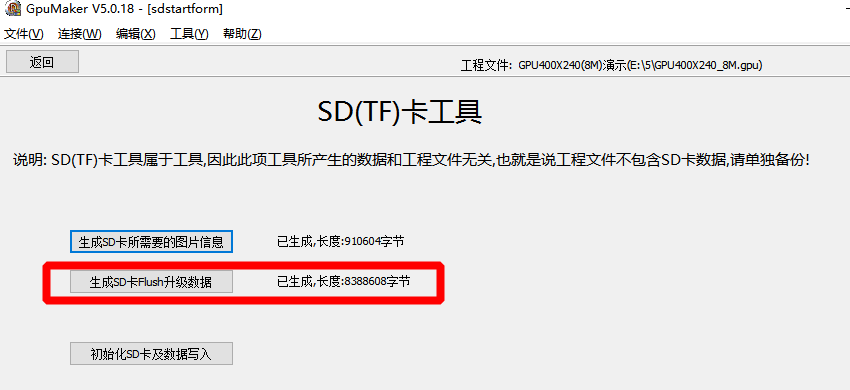 GpuMaker V5.0.18 - [sdstartform]
文件(V) 连接(W) 编辑(X) 工具(Y) 帮助(Z)
返回 工程文件: GPU400X240(8M)演示(E:\5\GPU400X240_8M.gpu)
SD(TF)卡工具
说明: SD(TF)卡工具属于工具,因此此项工具所产生的数据和工程文件无关,也就是说工程文件不包含SD卡数据,请单独备份!
生成SD卡所需要的图片信息 已生成,长度:910604字节
生成SD卡Flush升级数据 已生成,长度:8388608字节
初始化SD卡及数据写入